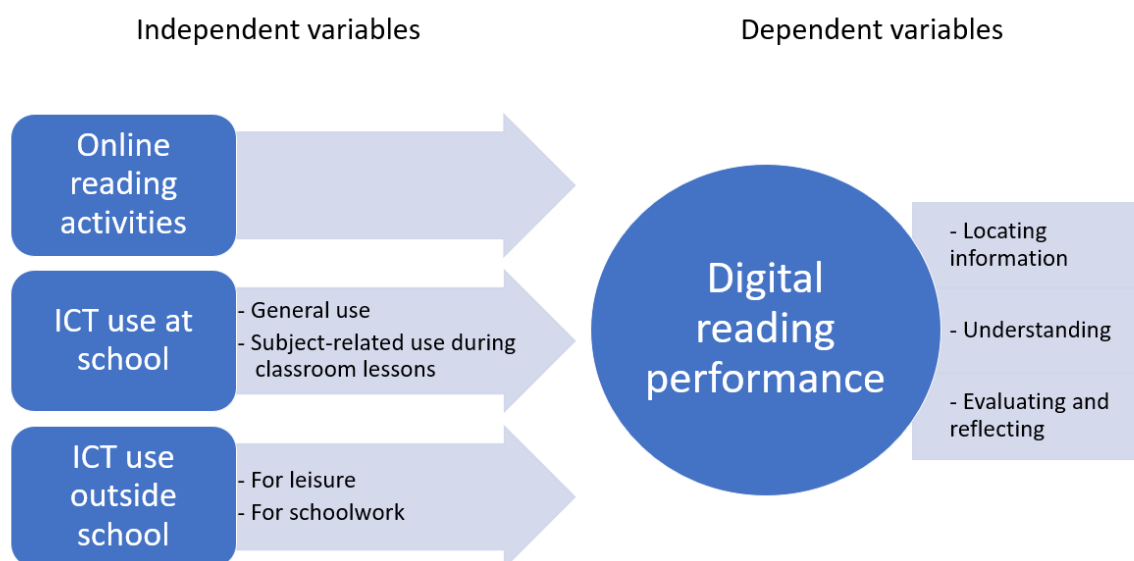 Independent variables
Dependent variables
Online
reading
activities
ICT use at
school
- General use
- Subject-related use during
classroom lessons
ICT use
outside
school
- For leisure
- For schoolwork
Digital
reading
performance
- Locating
information
- Understanding
- Evaluating and
reflecting